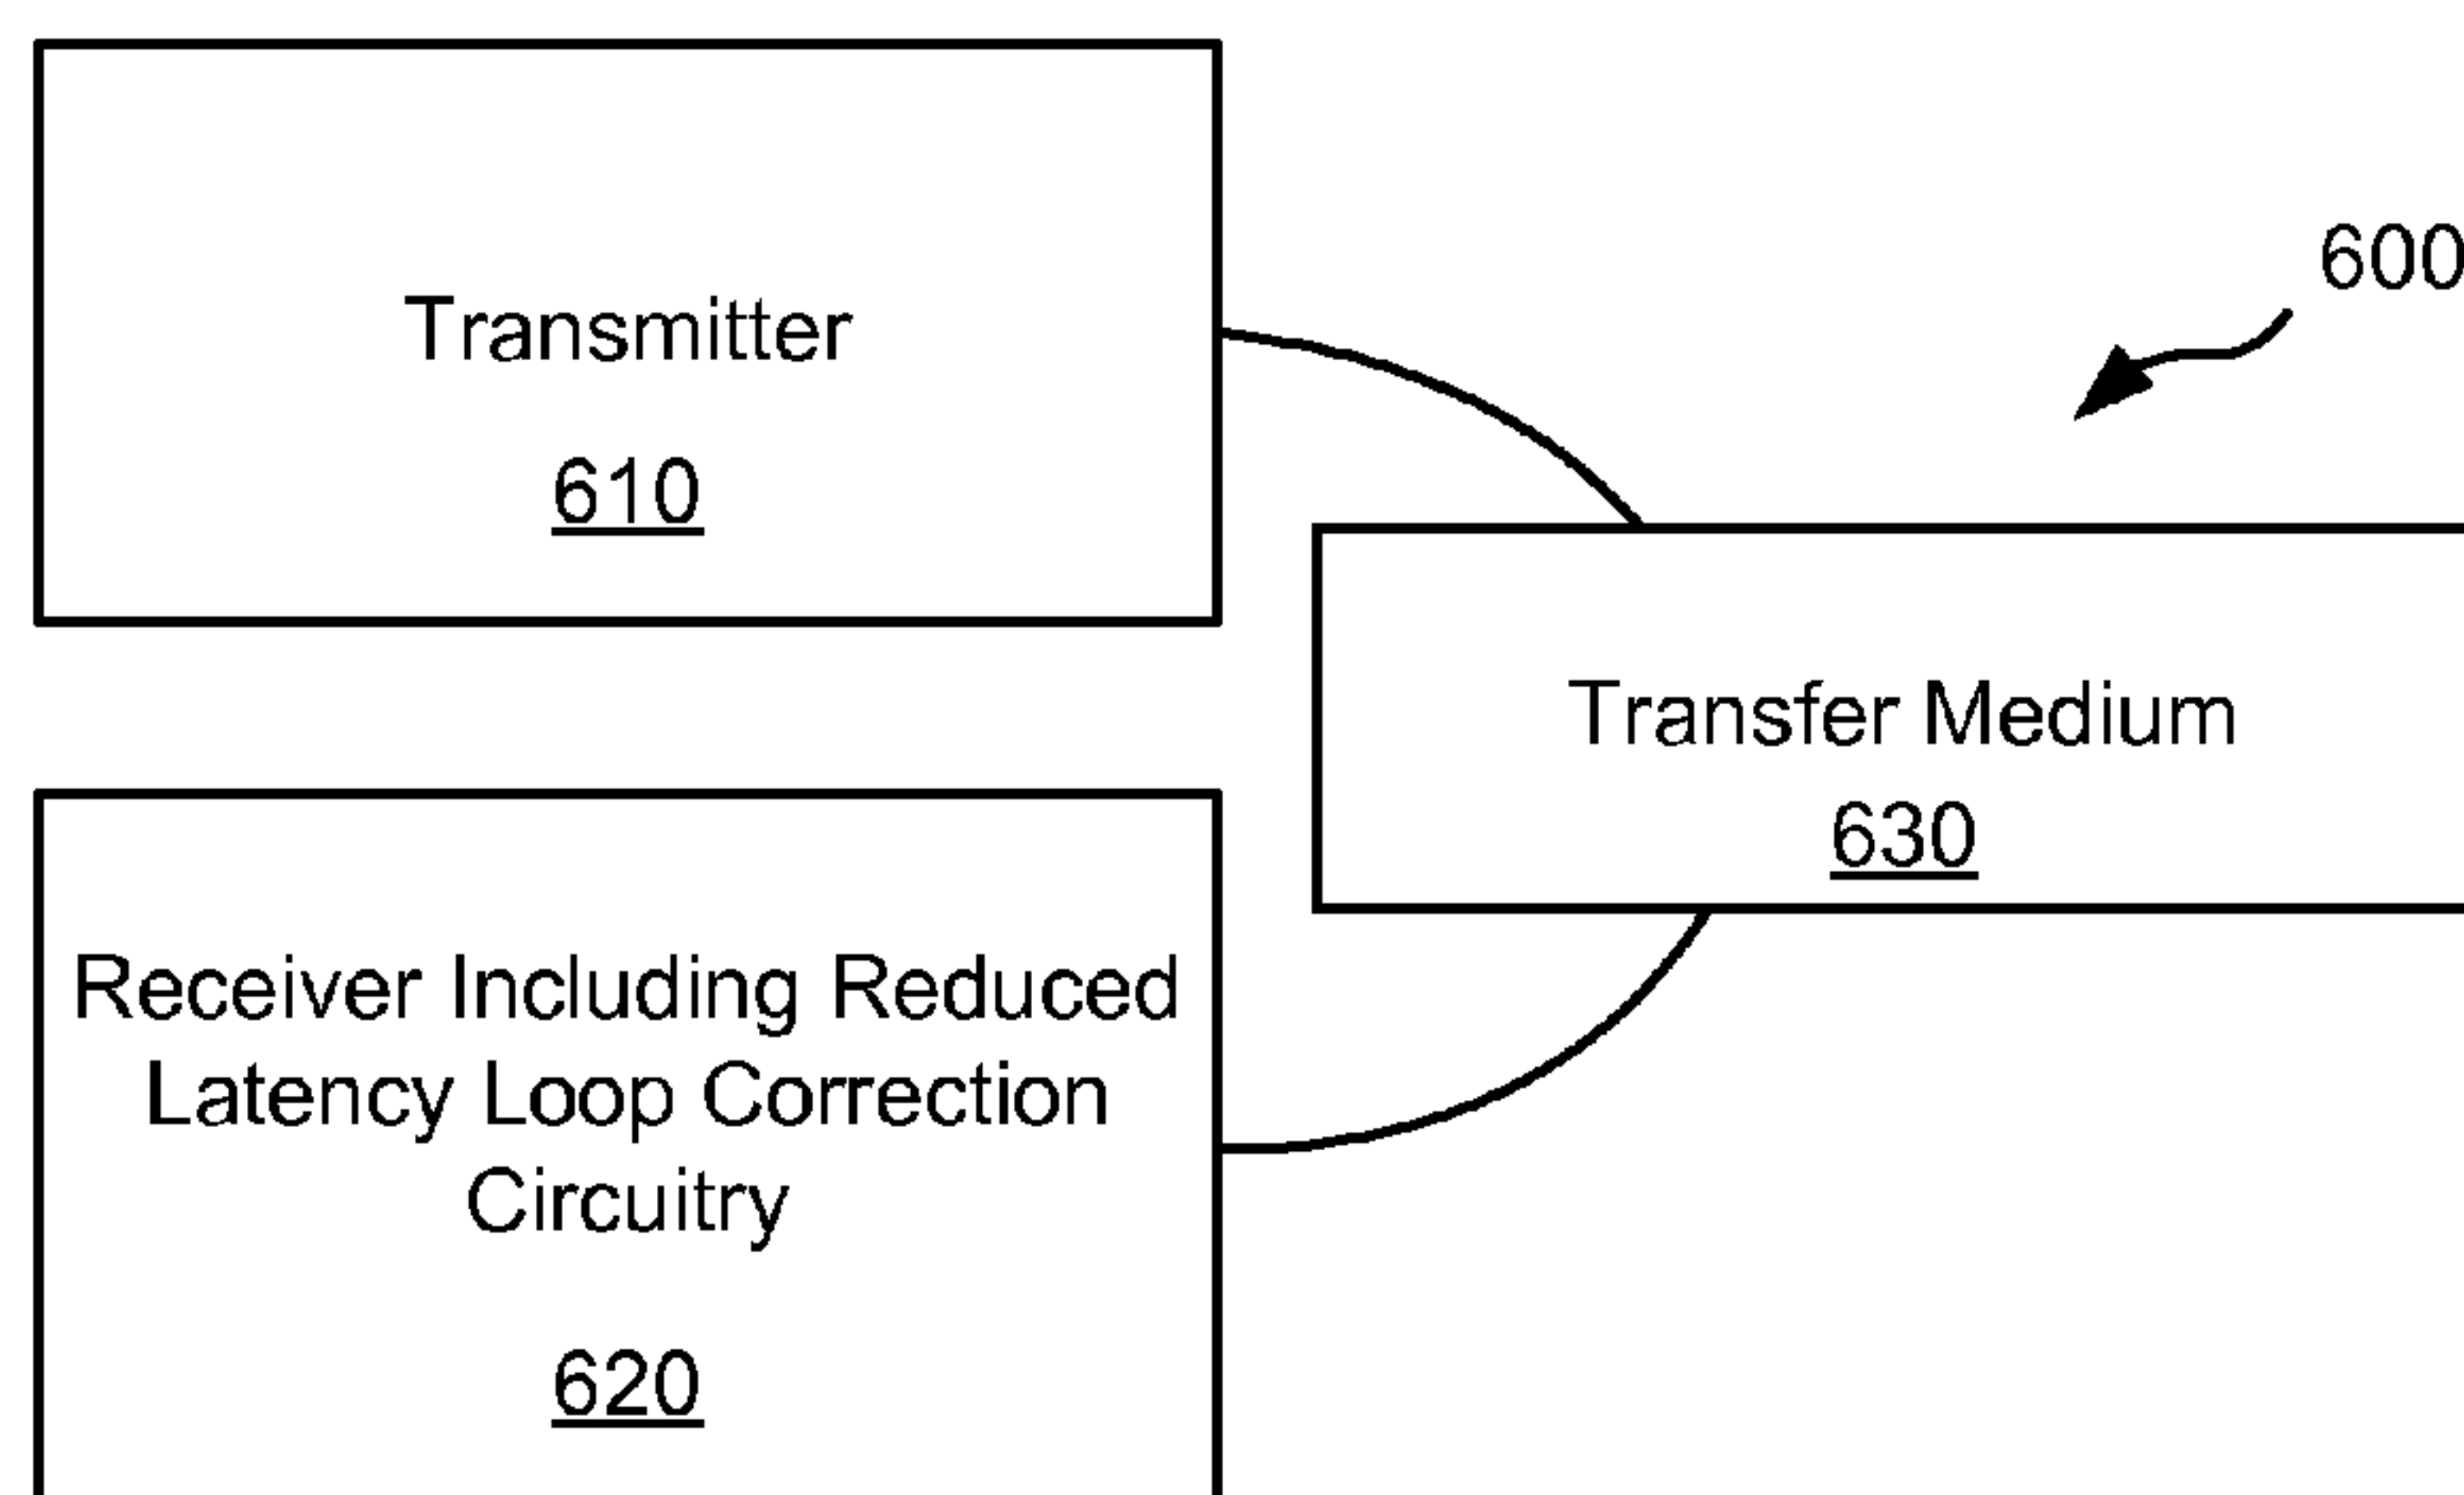 Transmitter
610
600
Transfer Medium
630
Receiver Including Reduced
Latency Loop Correction
Circuitry
620